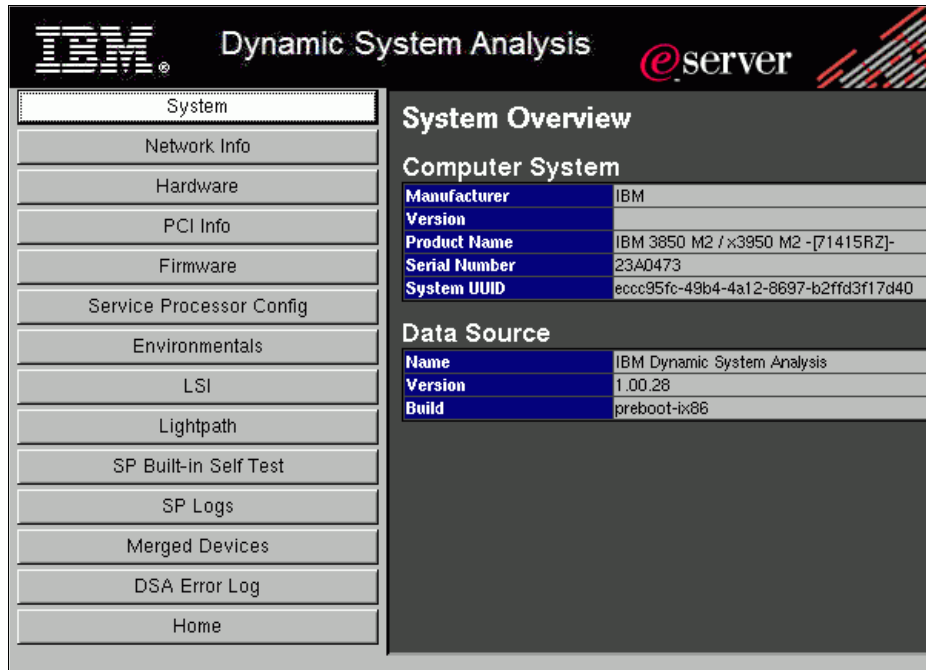 IBM® Dynamic System Analysis eserver
System
Network Info
Hardware
PCI Info
Firmware
Service Processor Config
Environmentals
LSI
Lightpath
SP Built-in Self Test
SP Logs
Merged Devices
DSA Error Log
Home
System Overview
Computer System
Manufacturer IBM
Version
Product Name IBM 3850 M2 / x3950 M2 -[71415RZ]-
Serial Number 23A0473
System UUID eccc95fc-49b4-4a12-8697-b2ffd3f17d40
Data Source
Name IBM Dynamic System Analysis
Version 1.00.28
Build preboot-ix86